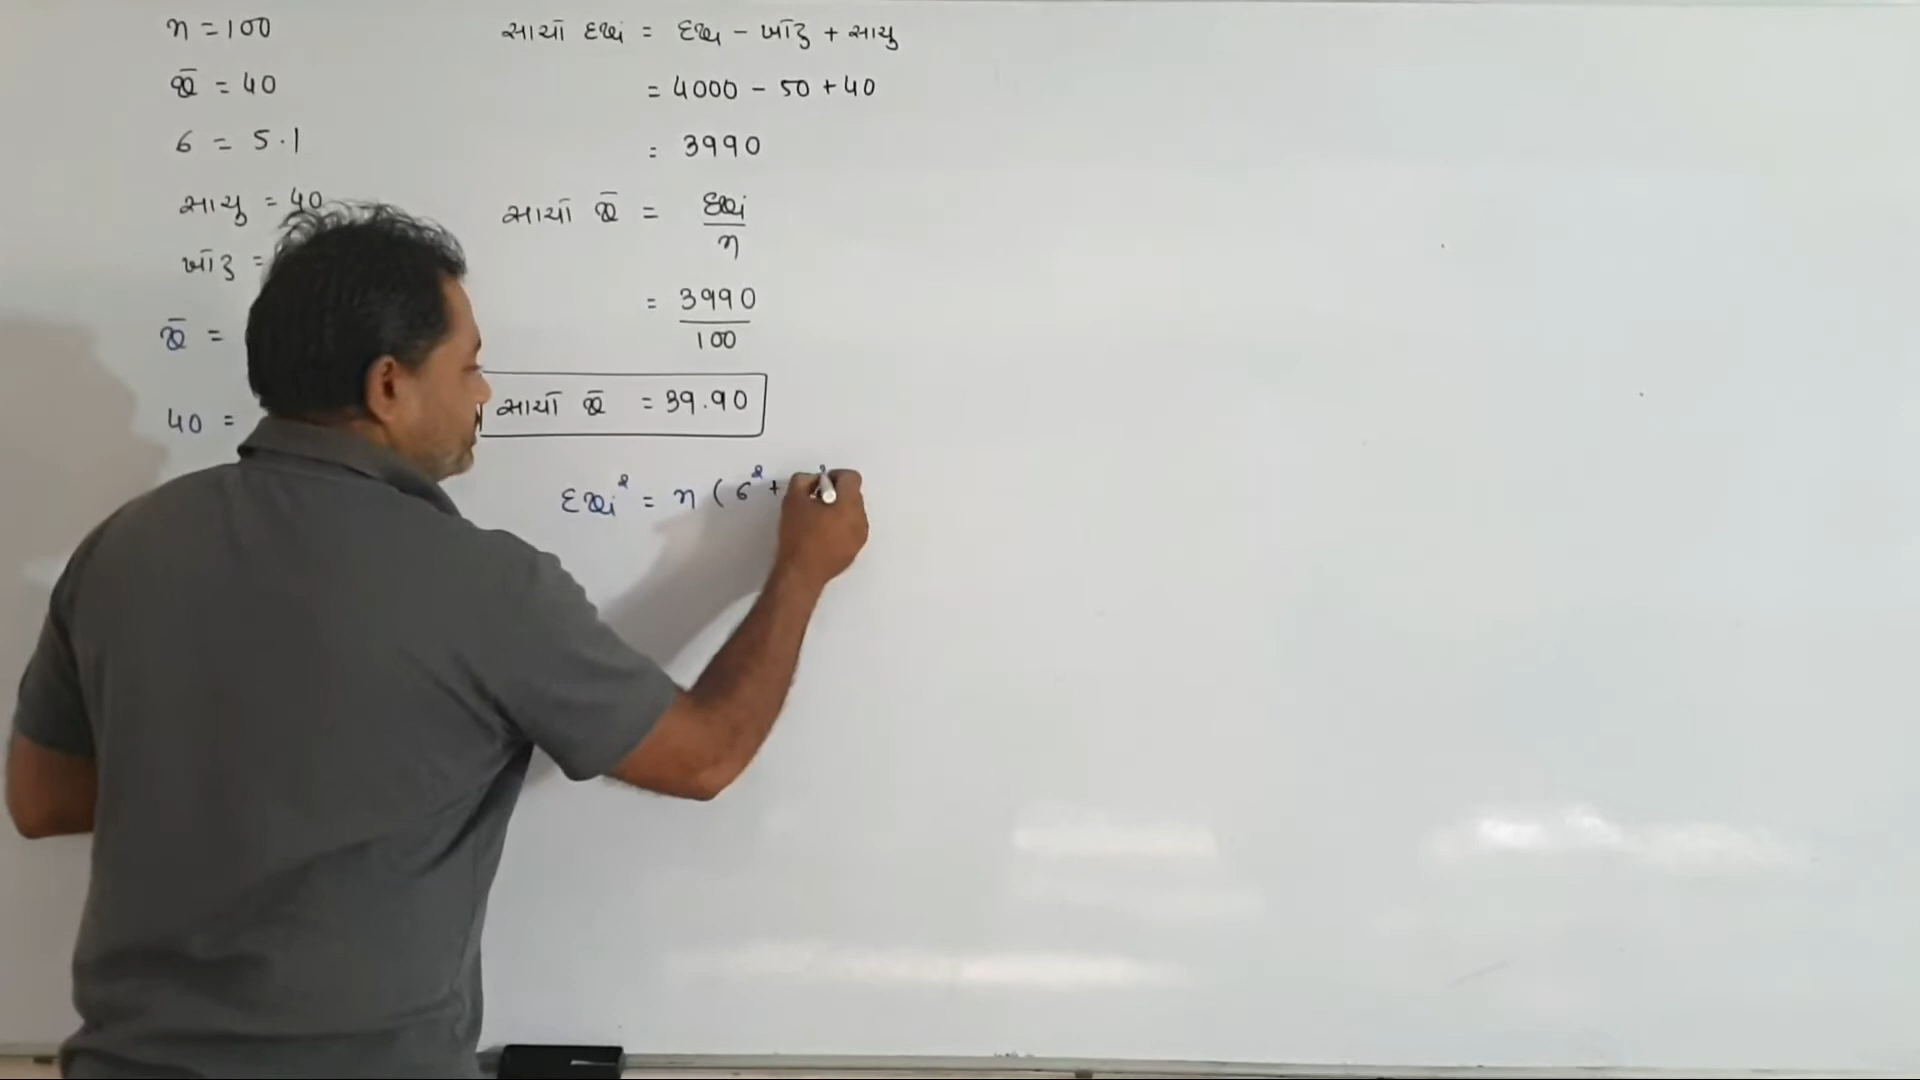 n = 100
x̄ = 40
σ = 5.1
સાચુ = 40
ખોટુ =
x̄ =
40 =
સાચો Σxi = Σxi - ખોટુ + સાચુ
= 4000 - 50 + 40
= 3990
સાચો x̄ = Σxi / n
= 3990 / 100
સાચો x̄ = 39.90
Σxi² = n ( σ² +